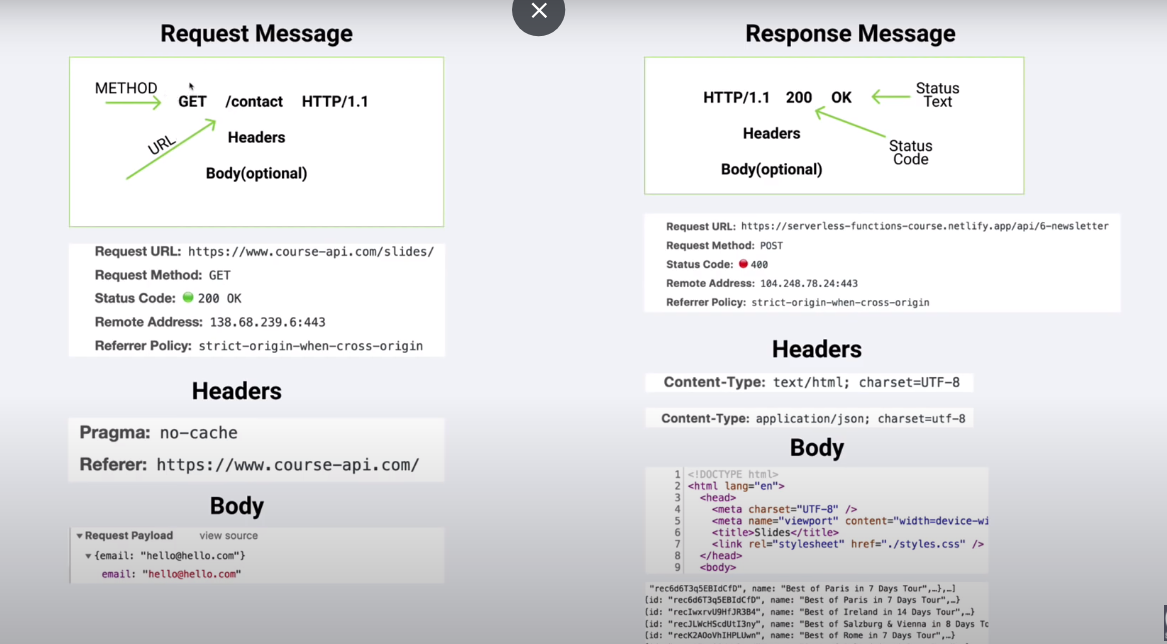 Request Message
METHOD
GET /contact HTTP/1.1
URL
Headers
Body(optional)
Request URL: https://www.course-api.com/slides/
Request Method: GET
Status Code: 200 OK
Remote Address: 138.68.239.6:443
Referrer Policy: strict-origin-when-cross-origin
Headers
Pragma: no-cache
Referer: https://www.course-api.com/
Body
Request Payload view source
{email: "hello@hello.com"}
email: "hello@hello.com"
Response Message
HTTP/1.1 200 OK
Status
Text
Headers
Status
Code
Body(optional)
Request URL: https://serverless-functions-course.netlify.app/api/6-newsletter
Request Method: POST
Status Code: 400
Remote Address: 104.248.78.24:443
Referrer Policy: strict-origin-when-cross-origin
Headers
Content-Type: text/html; charset=UTF-8
Content-Type: application/json; charset=utf-8
Body
1 <!DOCTYPE html>
2 <html lang="en">
3 <head>
4 <meta charset="UTF-8" />
5 <meta name="viewport" content="width=device-wi
6 <title>Slides</title>
7 <link rel="stylesheet" href="./styles.css" />
8 </head>
9 <body>
"rec6d6T3q5EBIdCfD", name: "Best of Paris in 7 Days Tour",…},…]
{id: "rec6d6T3q5EBIdCfD", name: "Best of Paris in 7 Days Tour",…}
{id: "recIwxrvU9HfJR3B4", name: "Best of Ireland in 14 Days Tour",…}
{id: "recJLWcHScdUtI3ny", name: "Best of Salzburg & Vienna in 8 Days To
{id: "recK2AOoVhIHPLUwn", name: "Best of Rome in 7 Days Tour",…}